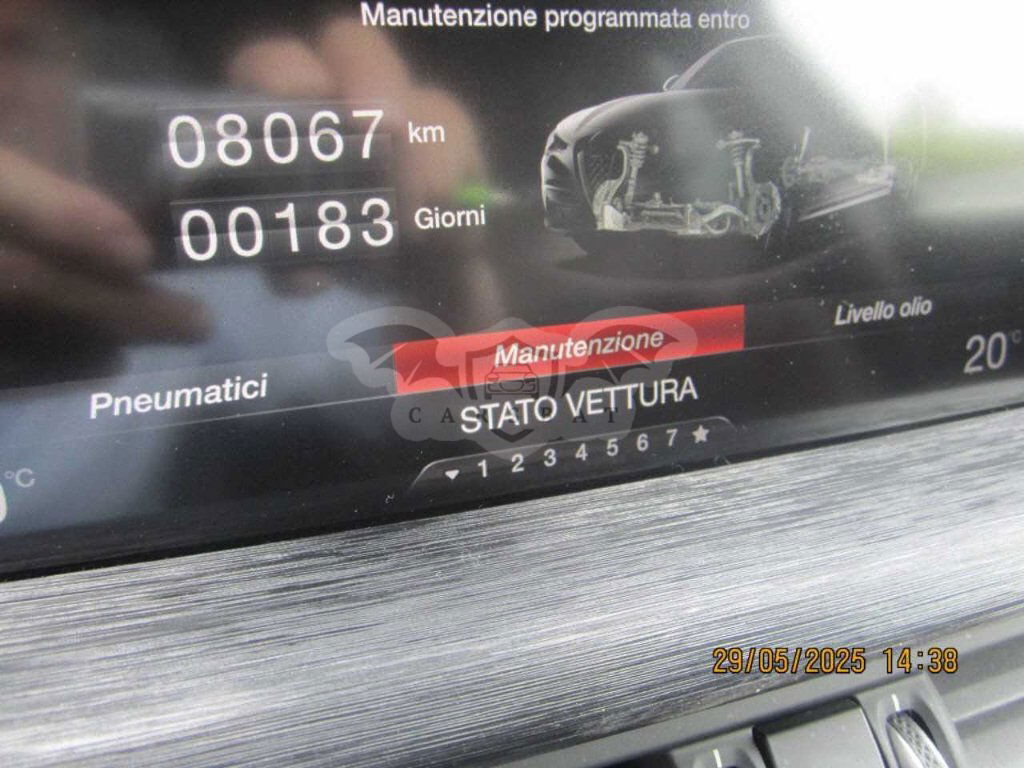 Manutenzione programmata entro
08067 km
00183 Giorni
Pneumatici
Manutenzione
Livello olio
STATO VETTURA
20°
°C
1 2 3 4 5 6 7 ★
29/05/2025 14:38